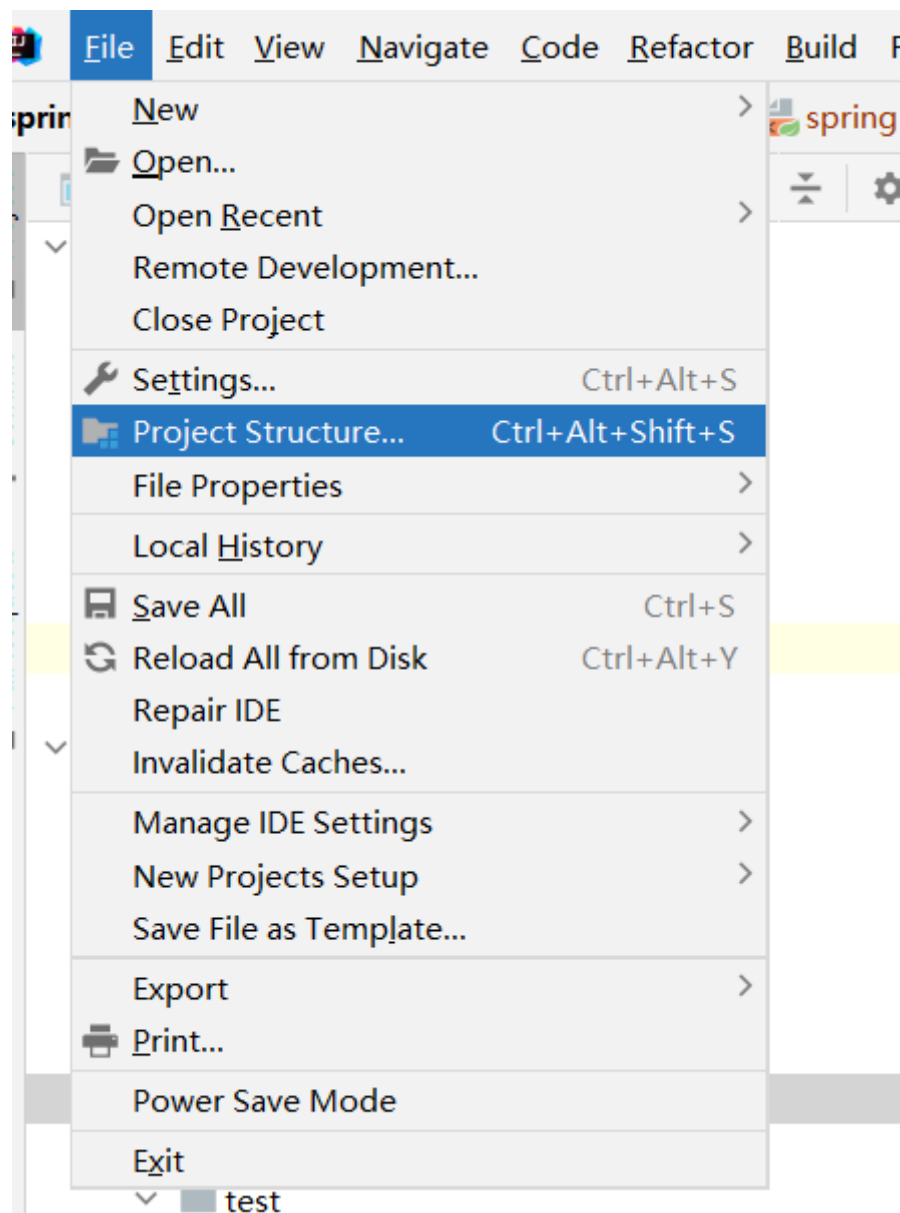 File Edit View Navigate Code Refactor Build
spring
New
Open...
Open Recent
Remote Development...
Close Project
Settings... Ctrl+Alt+S
Project Structure... Ctrl+Alt+Shift+S
File Properties
Local History
Save All Ctrl+S
Reload All from Disk Ctrl+Alt+Y
Repair IDE
Invalidate Caches...
Manage IDE Settings
New Projects Setup
Save File as Template...
Export
Print...
Power Save Mode
Exit
test